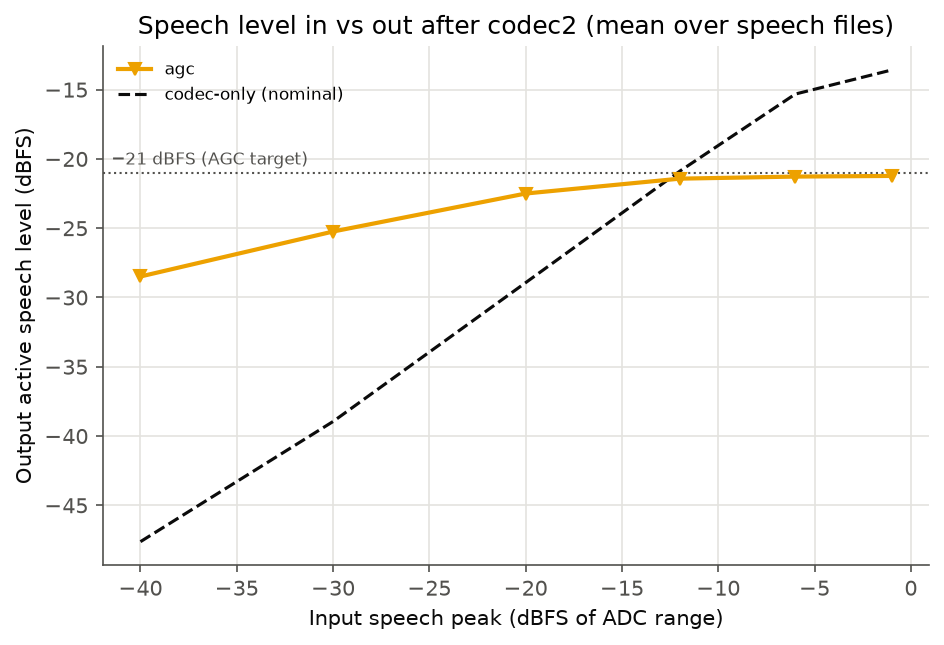 Speech level in vs out after codec2 (mean over speech files)
agc
codec-only (nominal)
−21 dBFS (AGC target)
Output active speech level (dBFS)
−15
−20
−25
−30
−35
−40
−45
−40 −35 −30 −25 −20 −15 −10 −5 0
Input speech peak (dBFS of ADC range)